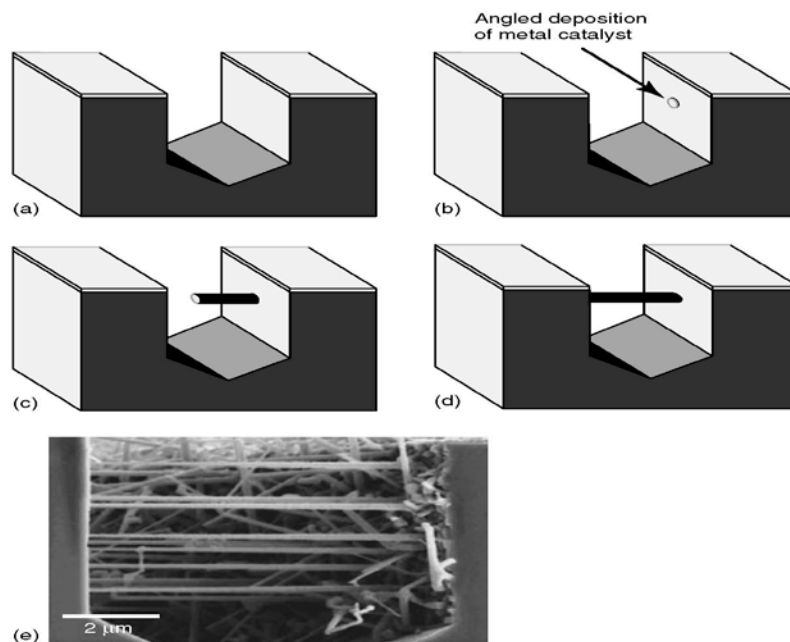 Angled deposition
of metal catalyst
(a)
(b)
(c)
(d)
(e)
2 μm